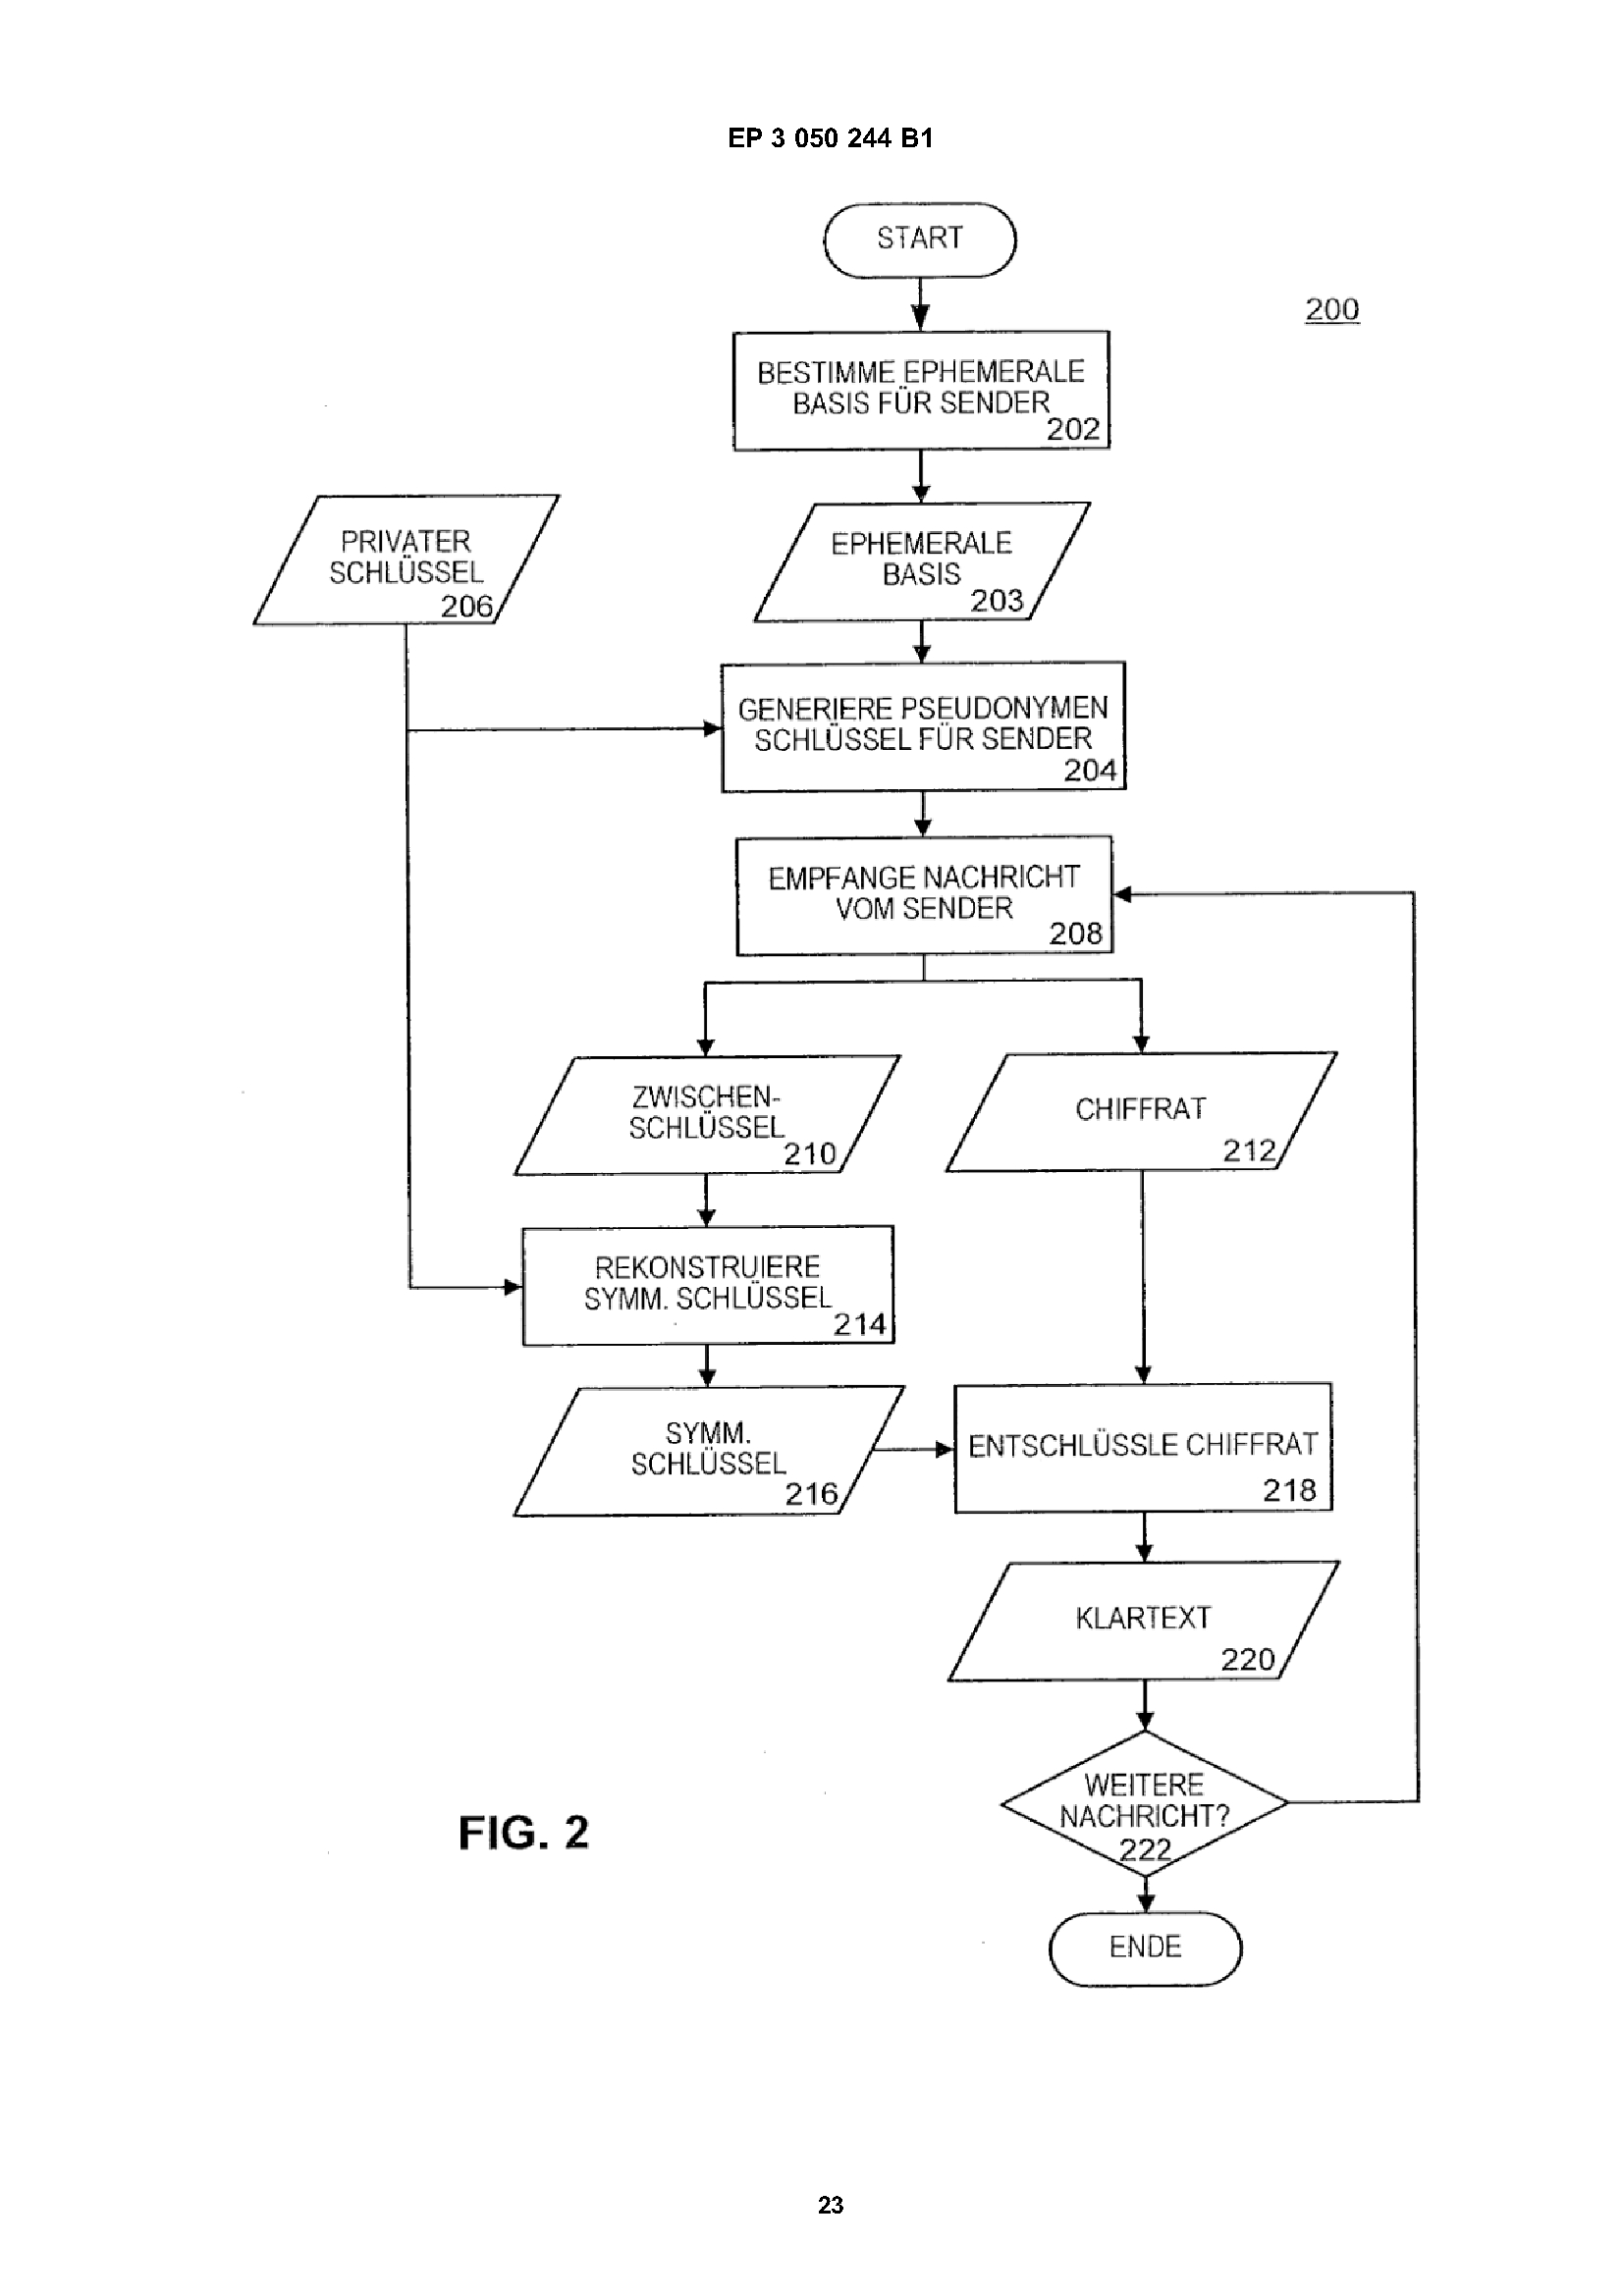 EP 3 050 244 B1
START
200
BESTIMME EPHEMERALE
BASIS FÜR SENDER
202
PRIVATER
SCHLÜSSEL
206
EPHEMERALE
BASIS
203
GENERIERE PSEUDONYMEN
SCHLÜSSEL FÜR SENDER
204
EMPFANGE NACHRICHT
VOM SENDER
208
ZWISCHEN-
SCHLÜSSEL
210
CHIFFRAT
212
REKONSTRUIERE
SYMM. SCHLÜSSEL
214
SYMM.
SCHLÜSSEL
216
ENTSCHLÜSSLE CHIFFRAT
218
KLARTEXT
220
WEITERE
NACHRICHT?
222
FIG. 2
ENDE
23